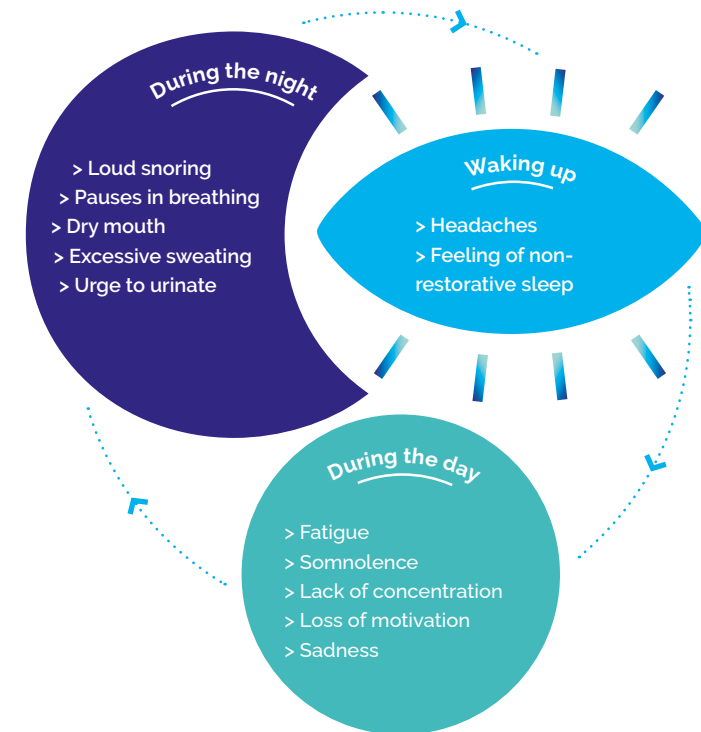 During the night
> Loud snoring
> Pauses in breathing
> Dry mouth
> Excessive sweating
> Urge to urinate
Waking up
> Headaches
> Feeling of non-
restorative sleep
During the day
> Fatigue
> Somnolence
> Lack of concentration
> Loss of motivation
> Sadness